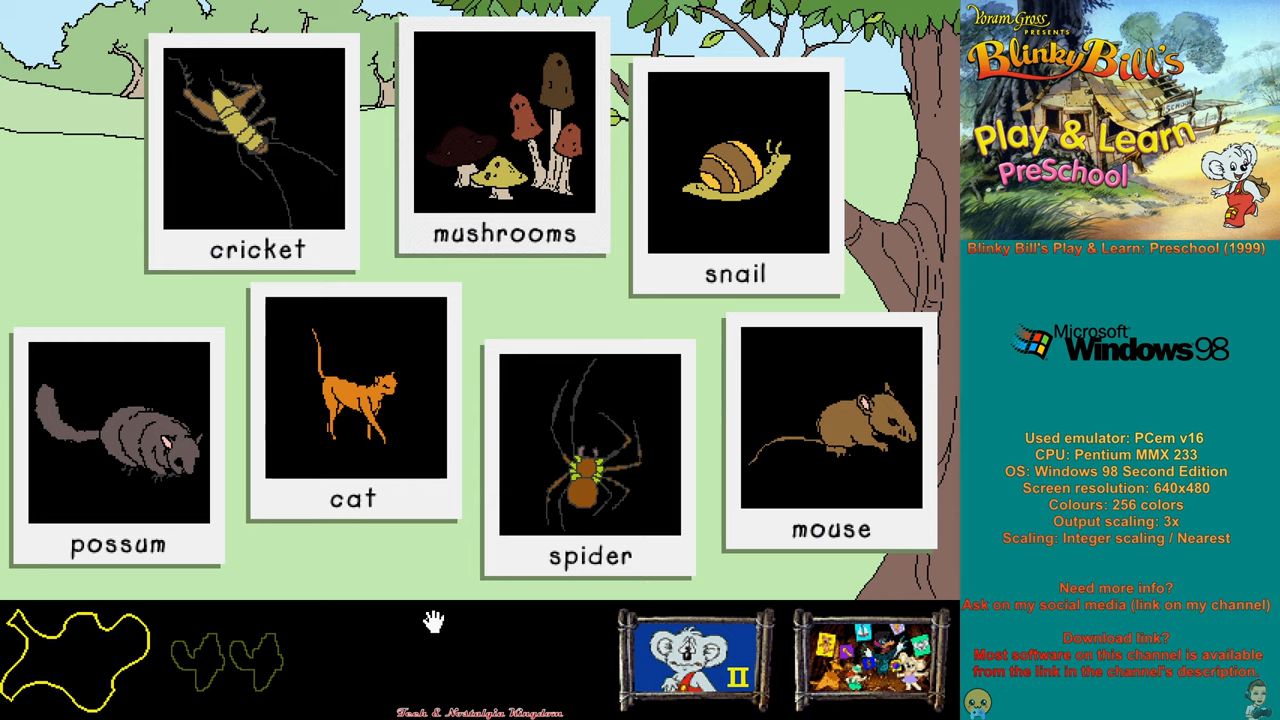 cricket
mushrooms
snail
possum
cat
spider
mouse
II
Tech & Nostalgia Kingdom
Yoram Gross
PRESENTS
Blinky Bill's
SCHOOL
Play & Learn
PreSchool
Blinky Bill's Play & Learn: Preschool (1999)
Microsoft
Windows 98
Used emulator: PCem v16
CPU: Pentium MMX 233
OS: Windows 98 Second Edition
Screen resolution: 640x480
Colours: 256 colors
Output scaling: 3x
Scaling: Integer scaling / Nearest
Need more info?
Ask on my social media (link on my channel)
Download link?
Most software on this channel is available
from the link in the channel's description.